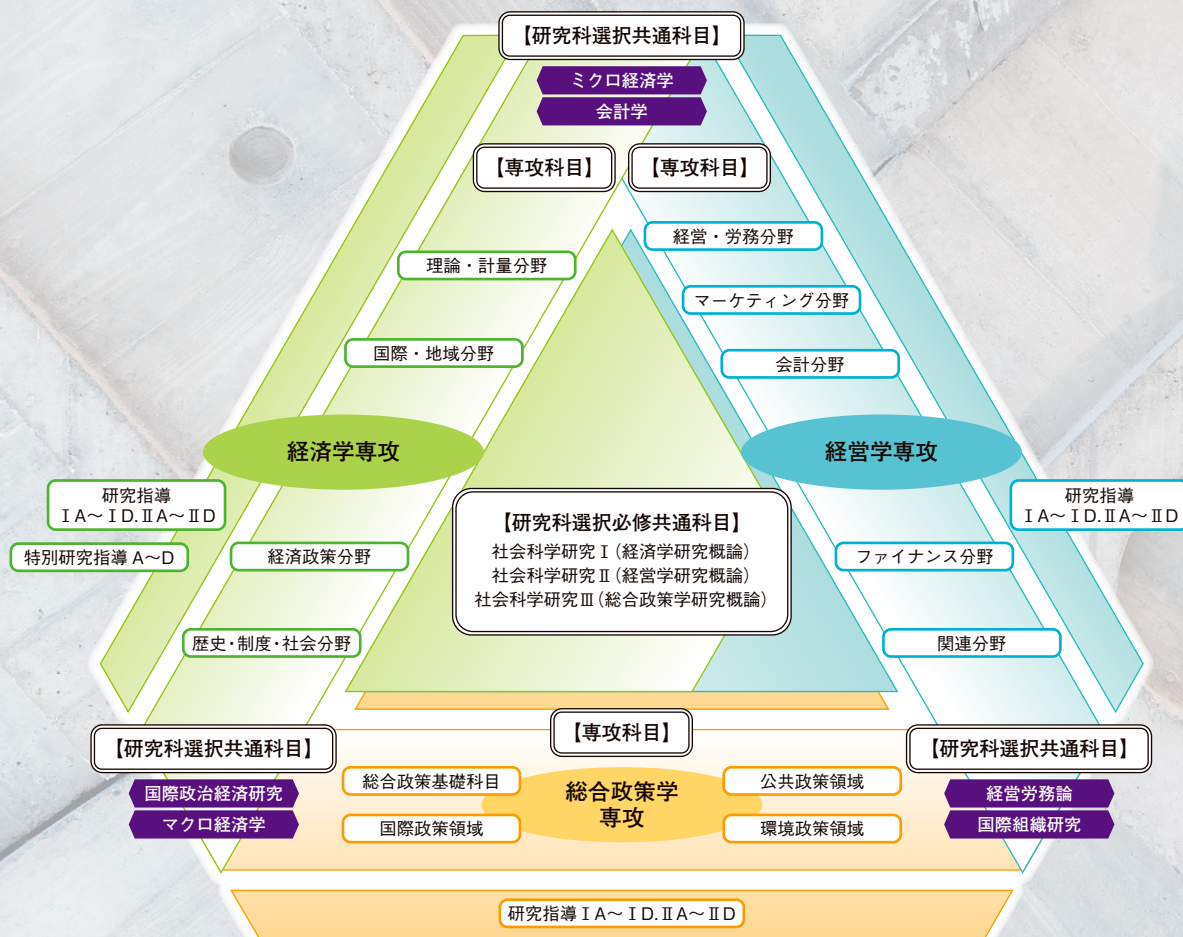 【研究科選択共通科目】
ミクロ経済学
会計学
【専攻科目】
【専攻科目】
経営・労務分野
理論・計量分野
マーケティング分野
国際・地域分野
会計分野
経済学専攻
経営学専攻
研究指導
ⅠA〜ⅠD.ⅡA〜ⅡD
特別研究指導 A〜D
研究指導
ⅠA〜ⅠD.ⅡA〜ⅡD
【研究科選択必修共通科目】
社会科学研究Ⅰ(経済学研究概論)
社会科学研究Ⅱ(経営学研究概論)
社会科学研究Ⅲ(総合政策学研究概論)
経済政策分野
ファイナンス分野
歴史・制度・社会分野
関連分野
【専攻科目】
【研究科選択共通科目】
国際政治経済研究
マクロ経済学
【研究科選択共通科目】
経営労務論
国際組織研究
総合政策基礎科目
公共政策領域
総合政策学
専攻
国際政策領域
環境政策領域
研究指導ⅠA〜ⅠD.ⅡA〜ⅡD